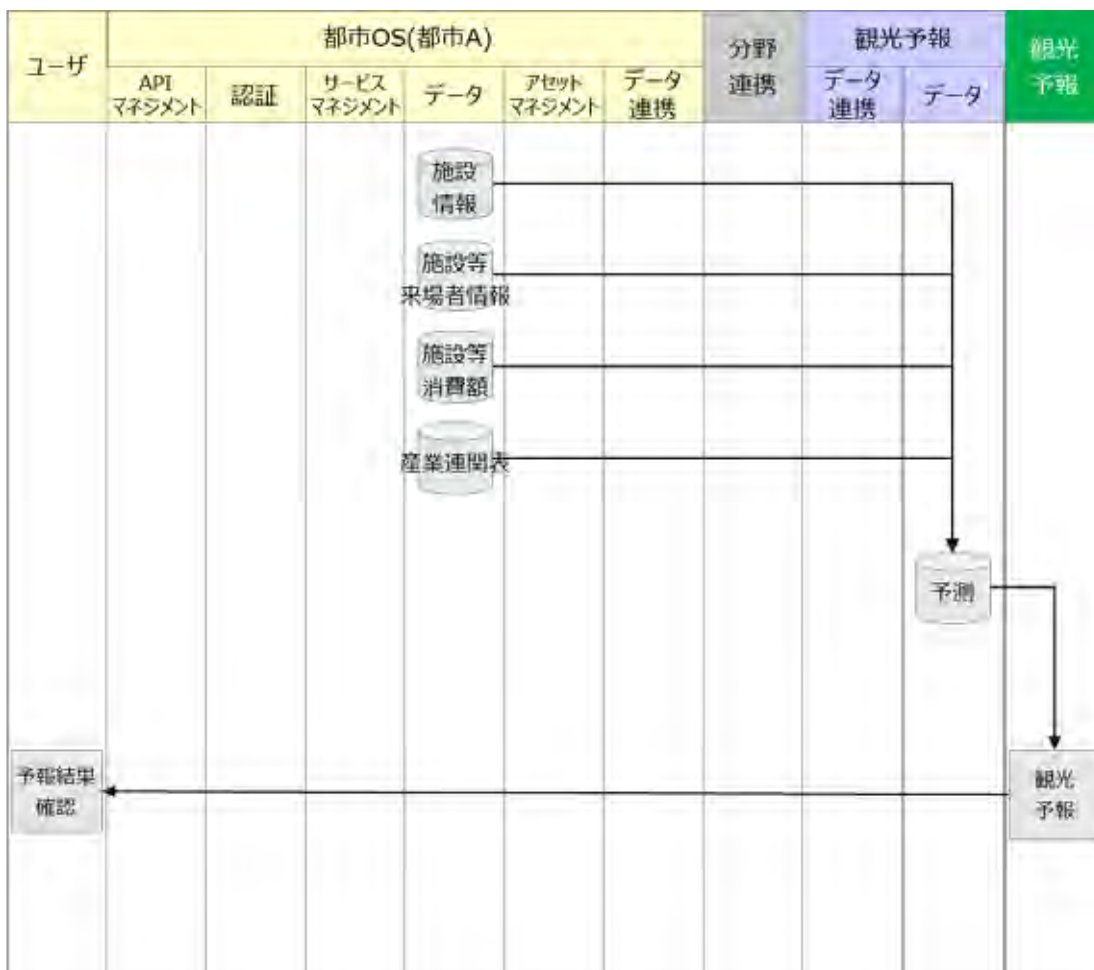 ユーザ
都市OS(都市A)
API
マネジメント
認証
サービス
マネジメント
データ
アセット
マネジメント
データ
連携
分野
連携
観光予報
データ
連携
データ
観光
予報
施設
情報
施設等
来場者情報
施設等
消費額
産業連関表
予測
予報結果
確認
観光
予報